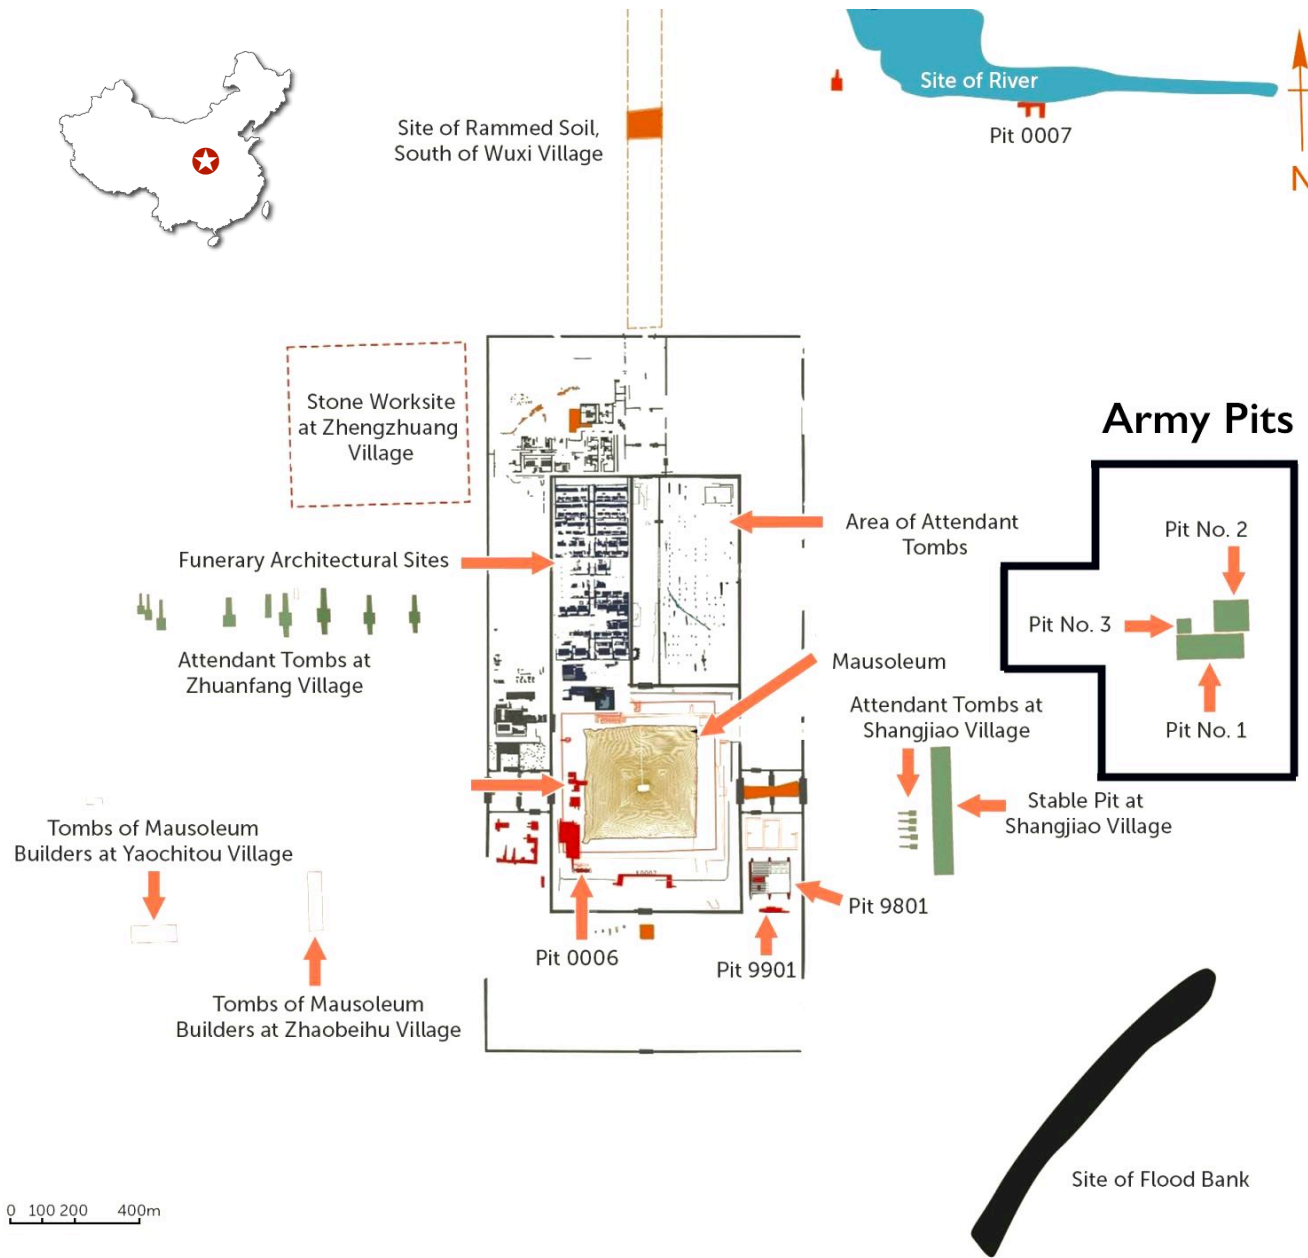 Site of River
Pit 0007
N
Site of Rammed Soil,
South of Wuxi Village
Stone Worksite
at Zhengzhuang
Village
Army Pits
Area of Attendant
Tombs
Pit No. 2
Funerary Architectural Sites
Pit No. 3
Attendant Tombs at
Zhuanfang Village
Mausoleum
Attendant Tombs at
Shangjiao Village
Pit No. 1
Stable Pit at
Shangjiao Village
Tombs of Mausoleum
Builders at Yaochitou Village
Pit 9801
Pit 0006
Pit 9901
Tombs of Mausoleum
Builders at Zhaobeihu Village
Site of Flood Bank
0 100 200 400m